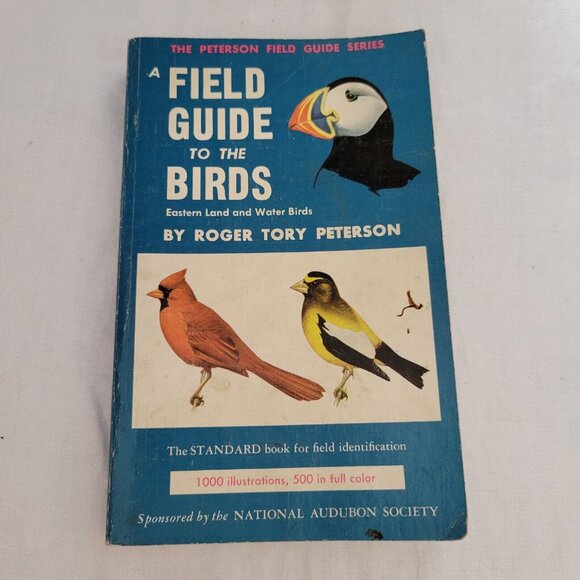 THE PETERSON FIELD GUIDE SERIES
A FIELD
GUIDE
TO THE
BIRDS
Eastern Land and Water Birds
BY ROGER TORY PETERSON
The STANDARD book for field identification
1000 illustrations, 500 in full color
Sponsored by the NATIONAL AUDUBON SOCIETY